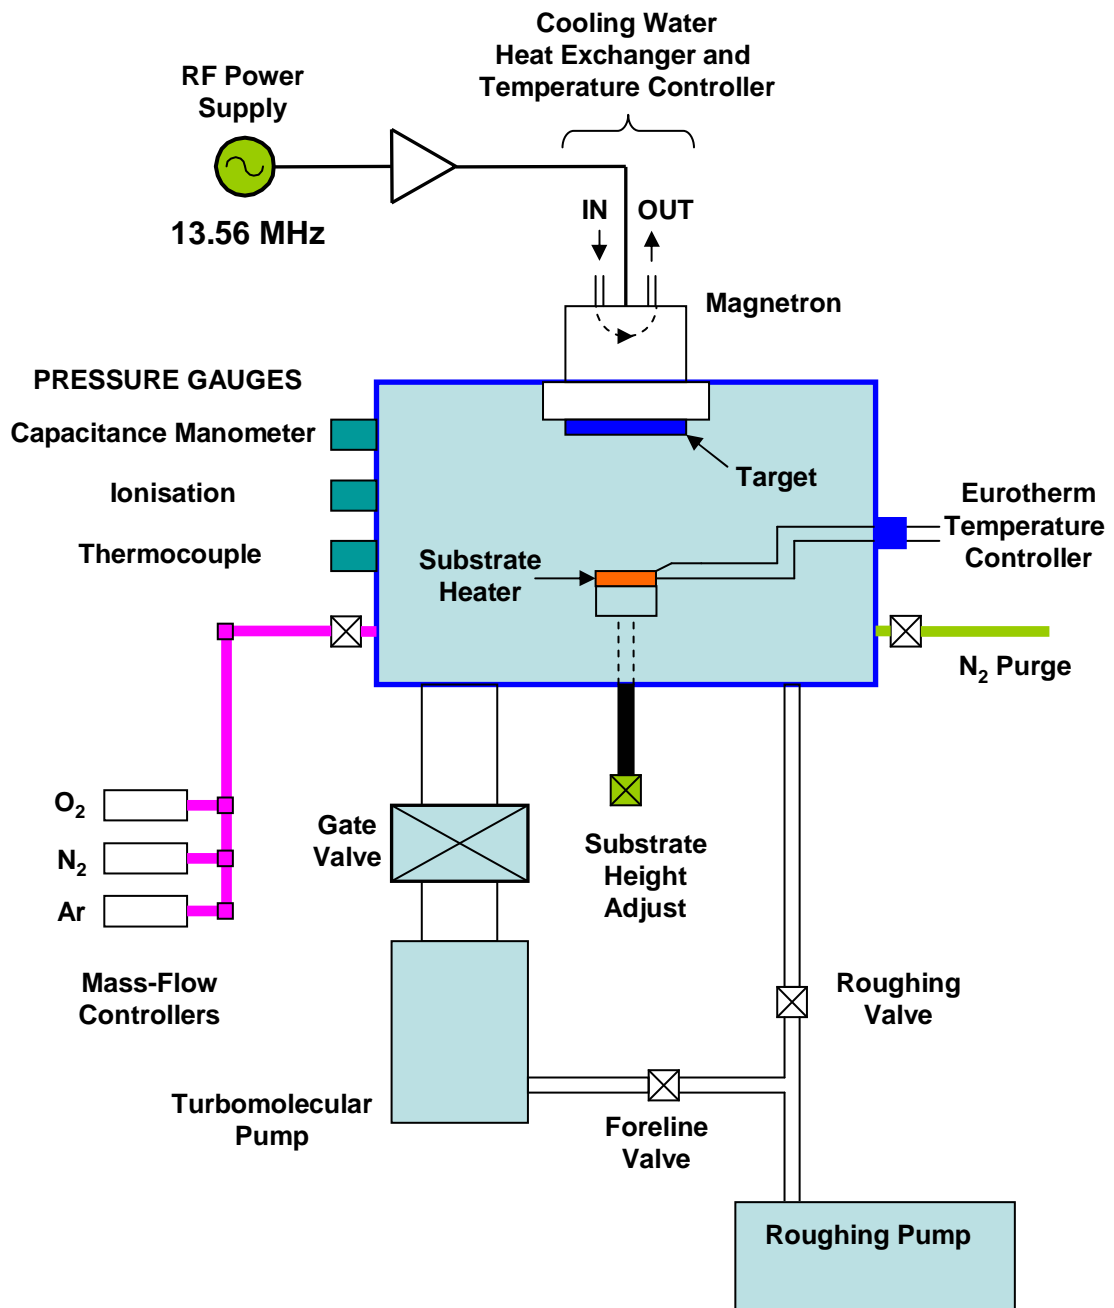 Cooling Water
Heat Exchanger and
Temperature Controller
RF Power
Supply
13.56 MHz
IN
OUT
Magnetron
PRESSURE GAUGES
Capacitance Manometer
Ionisation
Thermocouple
Target
Eurotherm
Temperature
Controller
Substrate
Heater
N₂ Purge
O₂
N₂
Ar
Mass-Flow
Controllers
Gate
Valve
Substrate
Height
Adjust
Roughing
Valve
Turbomolecular
Pump
Foreline
Valve
Roughing Pump